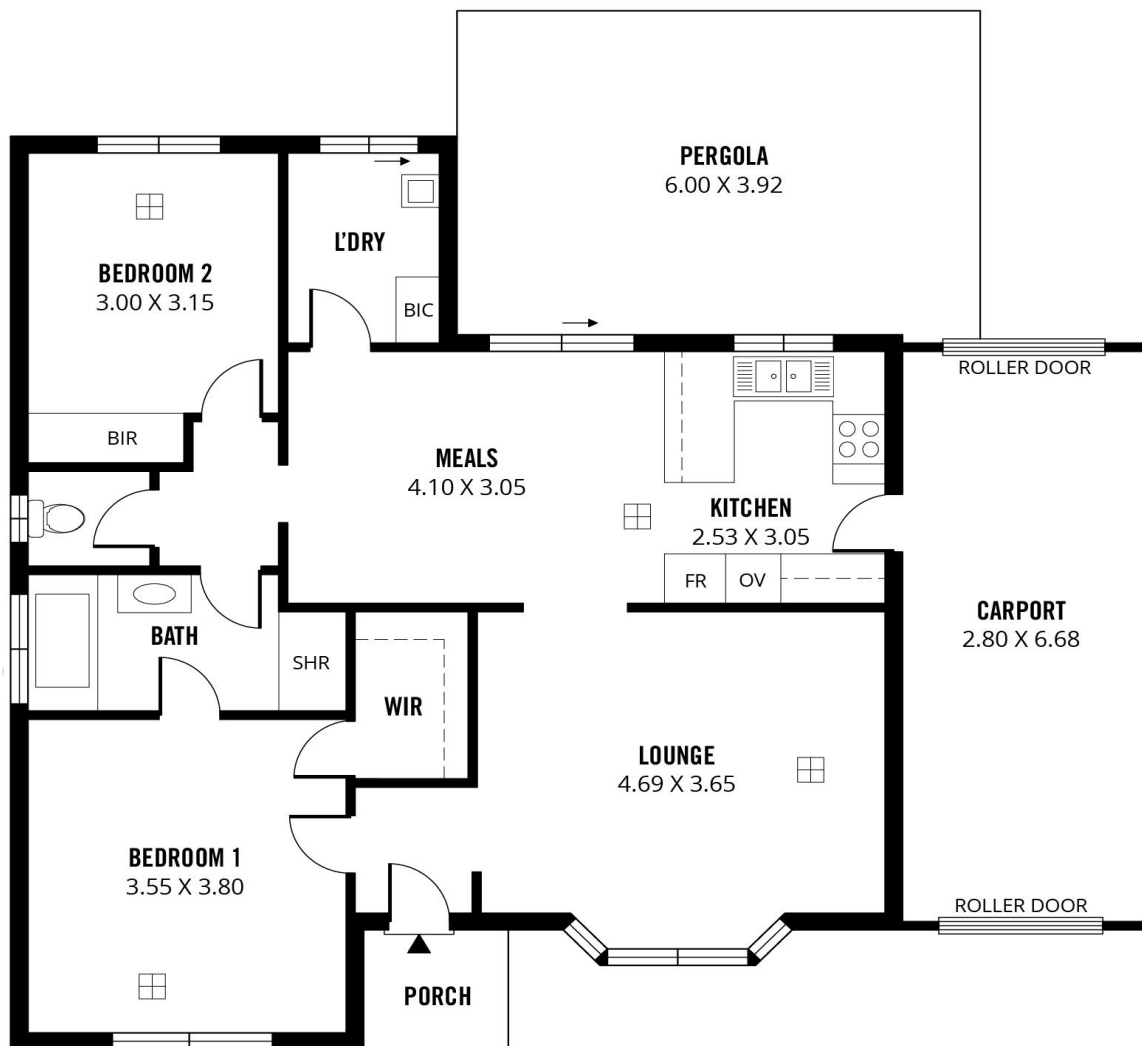 PERGOLA
6.00 X 3.92
L'DRY
BEDROOM 2
3.00 X 3.15
BIC
ROLLER DOOR
BIR
MEALS
4.10 X 3.05
KITCHEN
2.53 X 3.05
FR
OV
CARPORT
2.80 X 6.68
BATH
SHR
WIR
LOUNGE
4.69 X 3.65
BEDROOM 1
3.55 X 3.80
ROLLER DOOR
PORCH